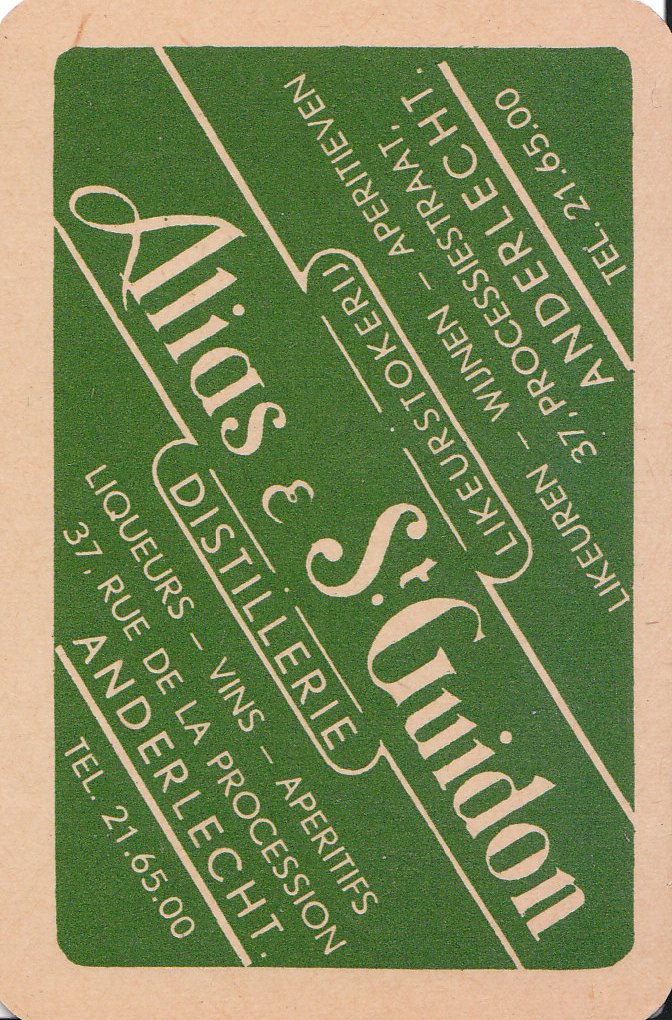 LIKEUREN – WIJNEN – APERITIEVEN
37, PROCESSIESTRAAT,
ANDERLECHT.
TEL. 21.65.00
LIKEURSTOKERIJ
Alias & St. Guidon
DISTILLERIE
LIQUEURS – VINS – APERITIFS
37, RUE DE LA PROCESSION
ANDERLECHT.
TEL. 21.65.00